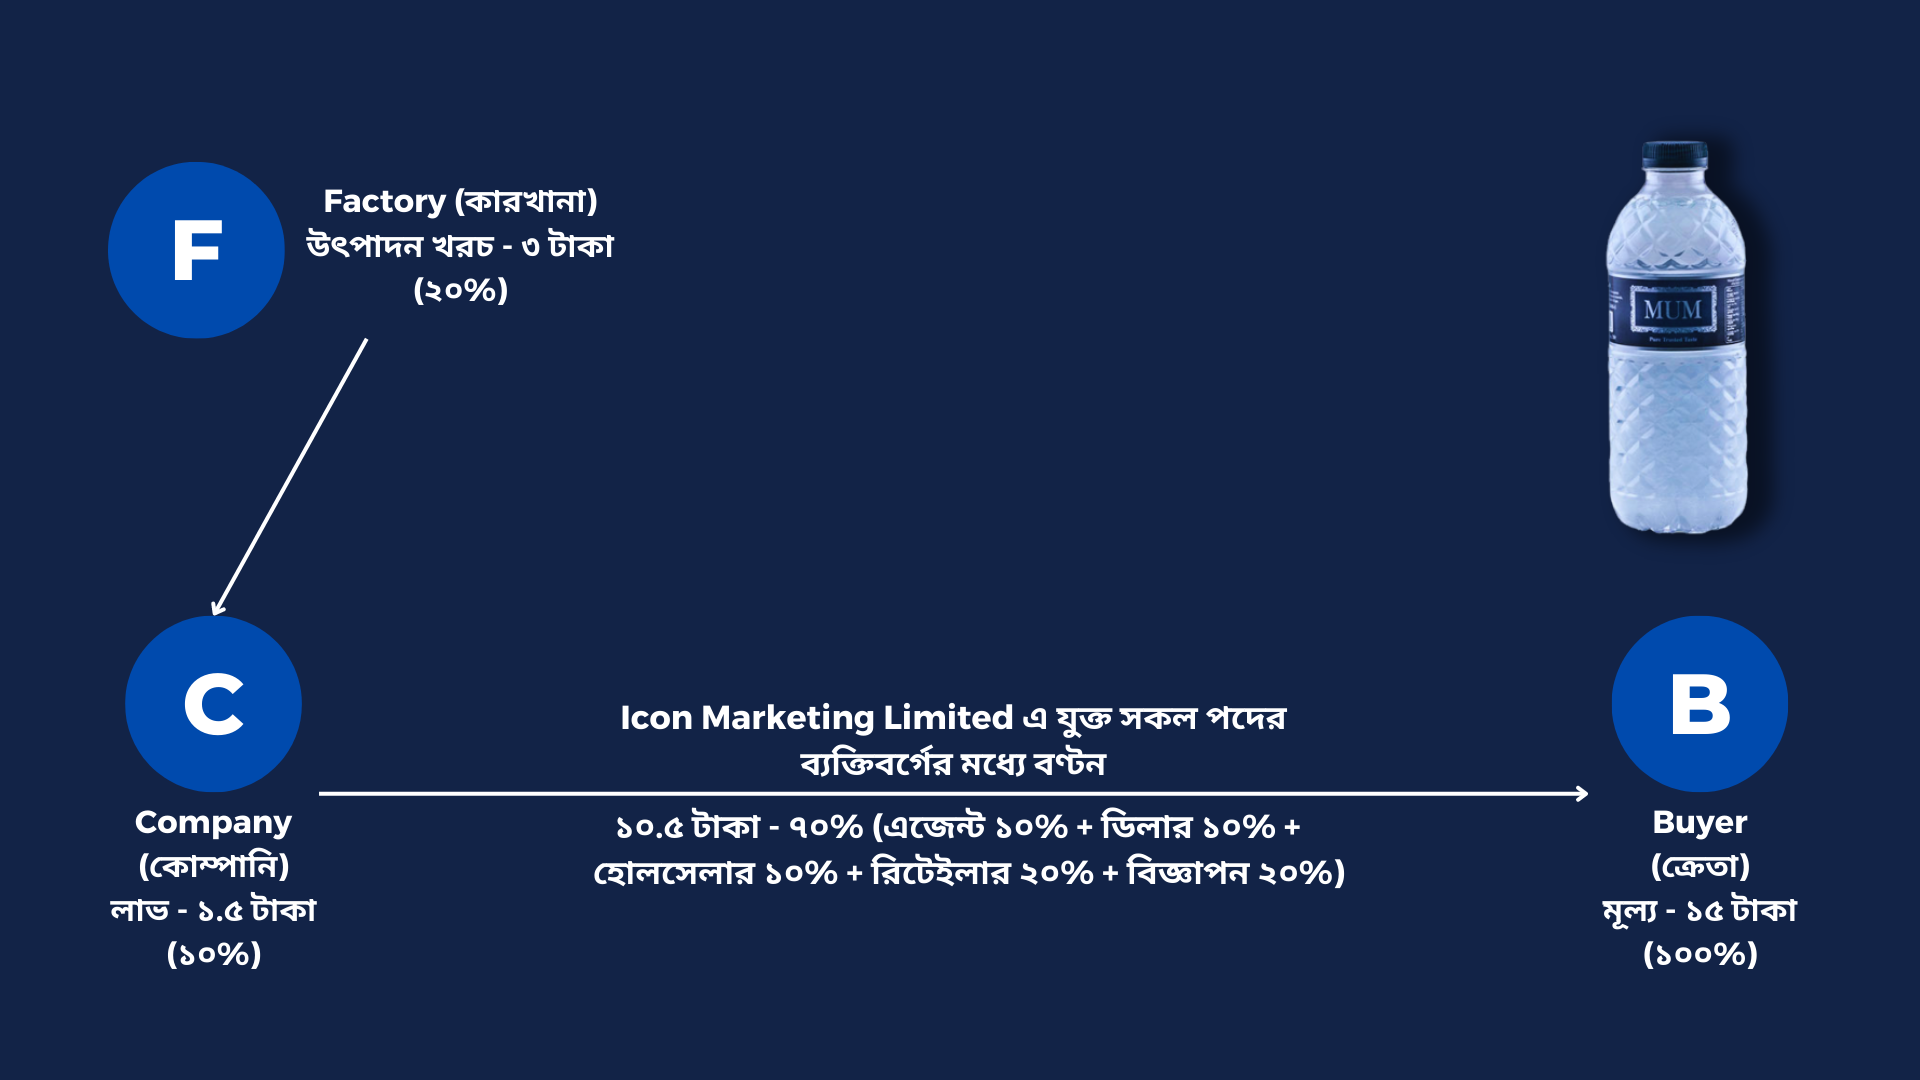 F
Factory (কারখানা)
উৎপাদন খরচ - ৩ টাকা
(২০%)
MUM
Icon Marketing Limited এ যুক্ত সকল পদের
ব্যক্তিবর্গের মধ্যে বণ্টন
১০.৫ টাকা - ৭০% (এজেন্ট ১০% + ডিলার ১০% +
হোলসেলার ১০% + রিটেইলার ২০% + বিজ্ঞাপন ২০%)
C
Company
(কোম্পানি)
লাভ - ১.৫ টাকা
(১০%)
B
Buyer
(ক্রেতা)
মূল্য - ১৫ টাকা
(১০০%)